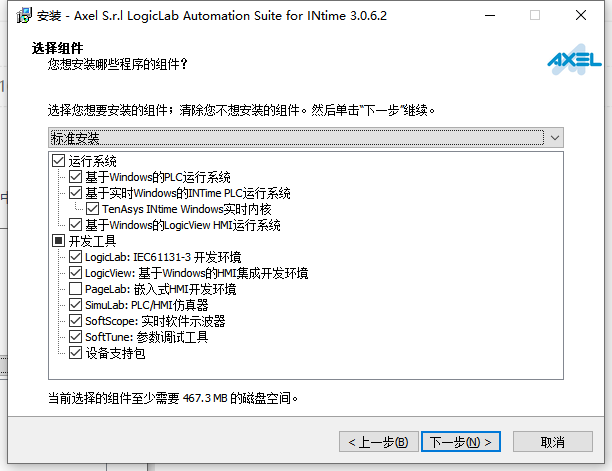 安装 - Axel S.r.l LogicLab Automation Suite for INtime 3.0.6.2
选择组件
您想安装哪些程序的组件？
AXEL
选择您想要安装的组件；清除您不想安装的组件。然后单击“下一步”继续。
标准安装
运行系统
基于Windows的PLC运行系统
基于实时Windows的INTime PLC运行系统
TenAsys INtime Windows实时内核
基于Windows的LogicView HMI运行系统
开发工具
LogicLab: IEC61131-3 开发环境
LogicView: 基于Windows的HMI集成开发环境
PageLab: 嵌入式HMI开发环境
SimuLab: PLC/HMI仿真器
SoftScope: 实时软件示波器
SoftTune: 参数调试工具
设备支持包
当前选择的组件至少需要 467.3 MB 的磁盘空间。
< 上一步(B)
下一步(N) >
取消